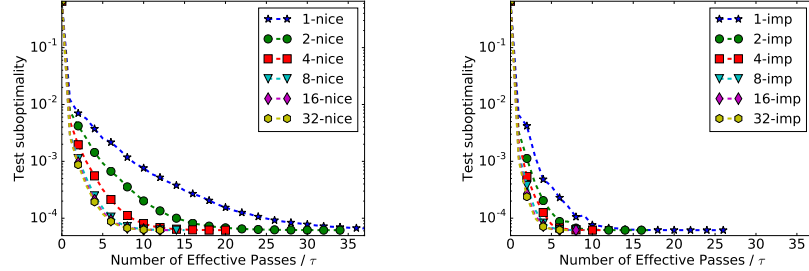 10⁻¹
10⁻²
10⁻³
10⁻⁴
Test suboptimality
0 5 10 15 20 25 30 35
Number of Effective Passes / τ
1-nice
2-nice
4-nice
8-nice
16-nice
32-nice
10⁻¹
10⁻²
10⁻³
10⁻⁴
Test suboptimality
0 5 10 15 20 25 30 35
Number of Effective Passes / τ
1-imp
2-imp
4-imp
8-imp
16-imp
32-imp